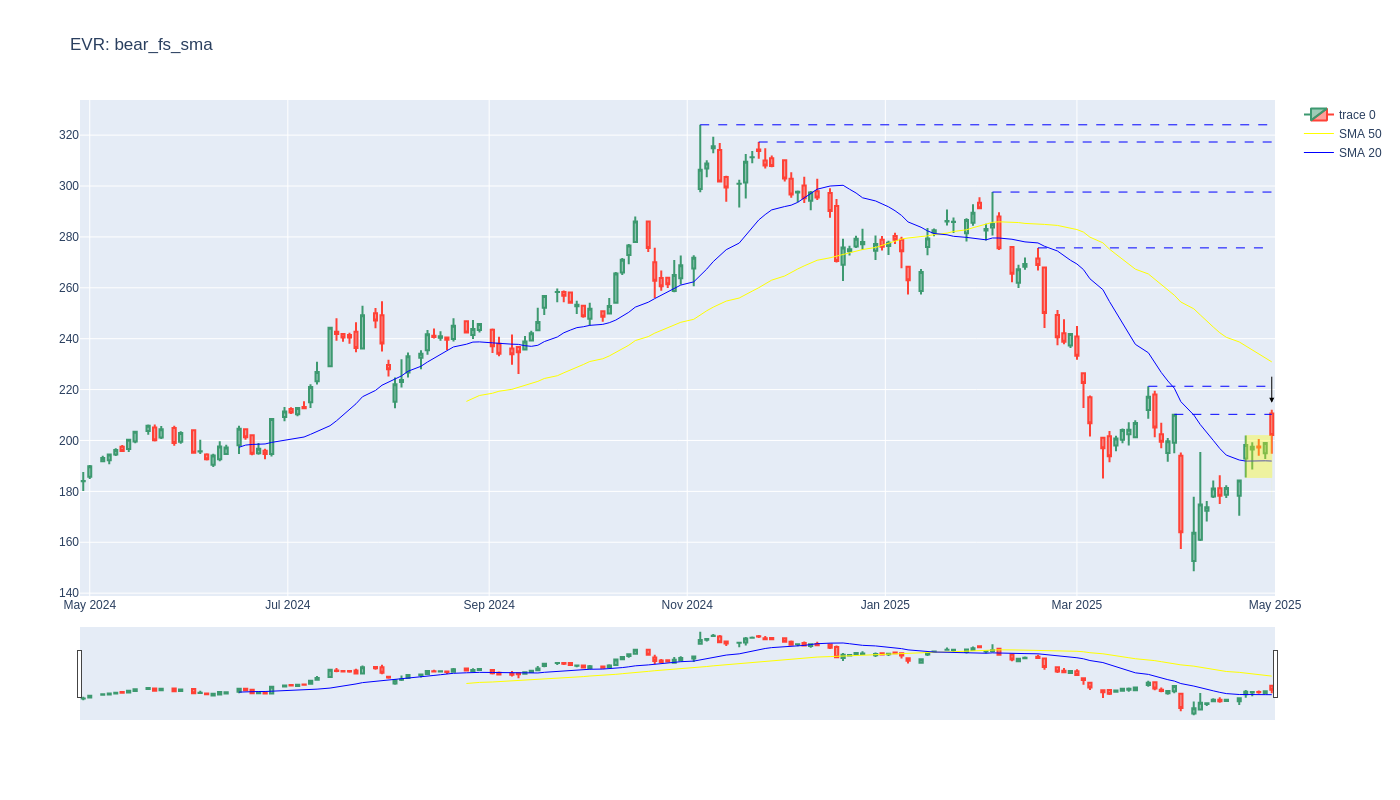 EVR: bear_fs_sma
trace 0
SMA 50
SMA 20
320
300
280
260
240
220
200
180
160
140
May 2024
Jul 2024
Sep 2024
Nov 2024
Jan 2025
Mar 2025
May 2025